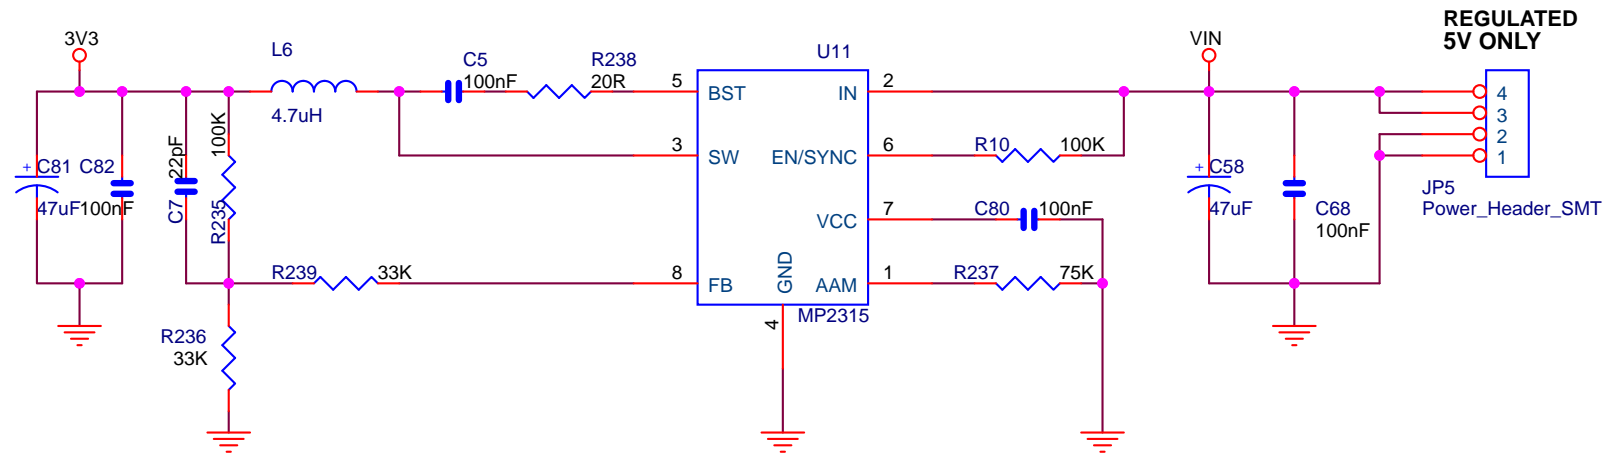 REGULATED
5V ONLY
3V3
L6
4.7uH
C5
100nF
R238
20R
U11
VIN
5
BST
IN
2
3
SW
EN/SYNC
6
R10
100K
VCC
7
C80
100nF
8
FB
GND
AAM
1
R237
75K
4
MP2315
+
C81
47uF
C82
100nF
22pF
C7
100K
R235
R239
33K
R236
33K
+
C58
47uF
C68
100nF
4
3
2
1
JP5
Power_Header_SMT